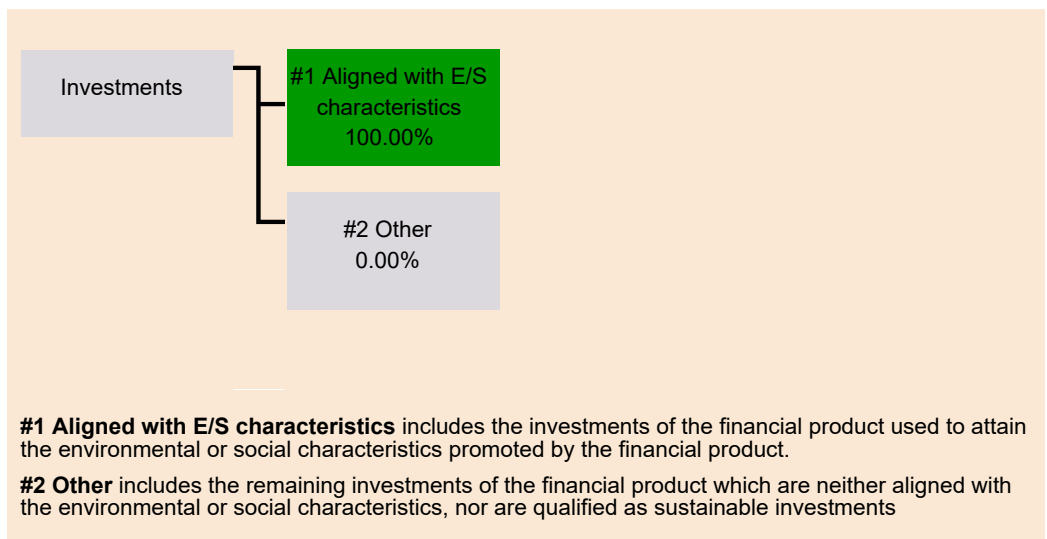 Investments
#1 Aligned with E/S
characteristics
100.00%
#2 Other
0.00%
#1 Aligned with E/S characteristics includes the investments of the financial product used to attain
the environmental or social characteristics promoted by the financial product.
#2 Other includes the remaining investments of the financial product which are neither aligned with
the environmental or social characteristics, nor are qualified as sustainable investments